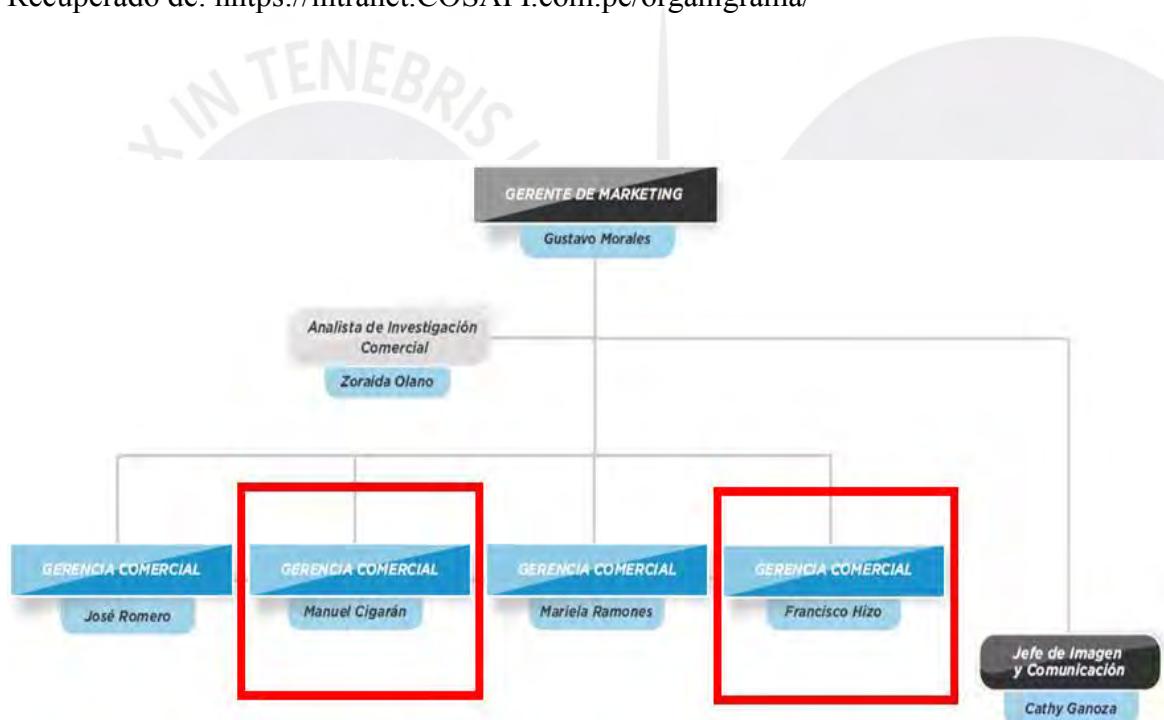 Recuperado de: hhttps://intranet.COSAPI.com.pe/organigrama/
X IN TENEBRIS L
GERENTE DE MARKETING
Gustavo Morales
Analista de Investigación
Comercial
Zoraida Olano
GERENCIA COMERCIAL
José Romero
GERENCIA COMERCIAL
Manuel Cigarán
GERENCIA COMERCIAL
Mariela Ramones
GERENCIA COMERCIAL
Francisco Hizo
Jefe de Imagen
y Comunicación
Cathy Ganoza